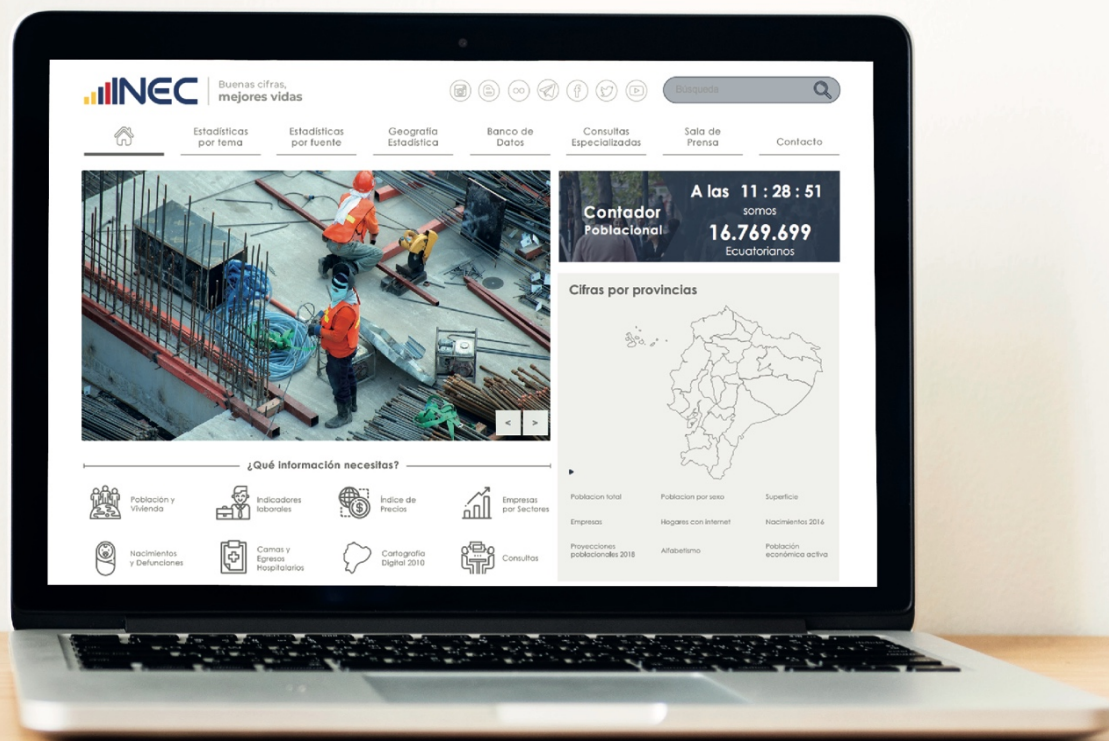 INEC
Buenas cifras,
mejores vidas
Búsqueda
Estadísticas
por tema
Estadísticas
por fuente
Geografía
Estadística
Banco de
Datos
Consultas
Especializadas
Sala de
Prensa
Contacto
Contador
Poblacional
A las 11 : 28 : 51
somos
16.769.699
Ecuatorianos
Cifras por provincias
< >
¿Qué información necesitas?
Población y
Vivienda
Indicadores
laborales
Índice de
Precios
Empresas
por Sectores
Nacimientos
y Defunciones
Camas y
Egresos
Hospitalarios
Cartografía
Digital 2010
Consultas
Poblacion total
Poblacion por sexo
Superficie
Empresas
Hogares con internet
Nacimientos 2016
Proyecciones
poblacionales 2018
Alfabetismo
Población
económica activa